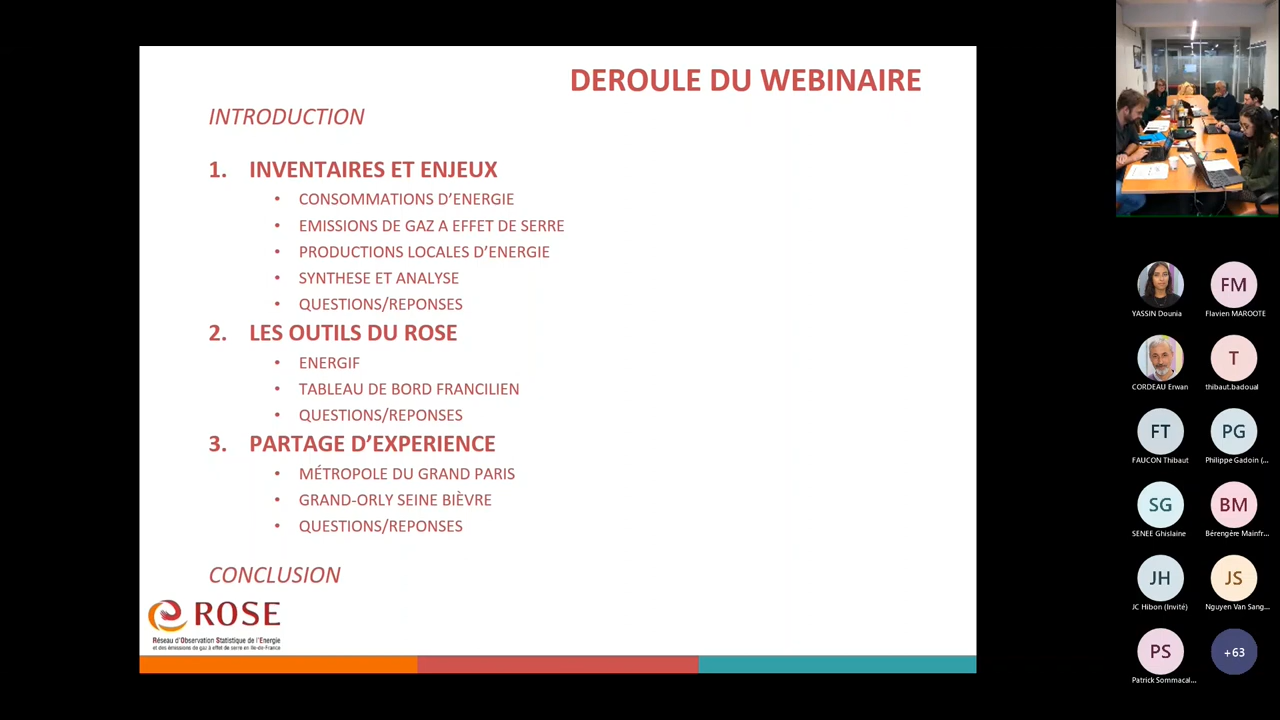 DEROULE DU WEBINAIRE
INTRODUCTION
1. INVENTAIRES ET ENJEUX
• CONSOMMATIONS D'ENERGIE
• EMISSIONS DE GAZ A EFFET DE SERRE
• PRODUCTIONS LOCALES D'ENERGIE
• SYNTHESE ET ANALYSE
• QUESTIONS/REPONSES
2. LES OUTILS DU ROSE
• ENERGIF
• TABLEAU DE BORD FRANCILIEN
• QUESTIONS/REPONSES
3. PARTAGE D'EXPERIENCE
• MÉTROPOLE DU GRAND PARIS
• GRAND-ORLY SEINE BIÈVRE
• QUESTIONS/REPONSES
CONCLUSION
ROSE
Réseau d'Observation Statistique de l'Energie
et des émissions de gaz à effet de serre en Ile-de-France
FM
YASSIN Dounia
Flavien MAROOTE
T
CORDEAU Erwan
thibaut.badoual
FT
PG
FAUCON Thibaut
Philippe Gadoin (...
SG
BM
SENEE Ghislaine
Bérengère Mainfr...
JH
JS
JC Hibon (Invité)
Nguyen Van Sang...
PS
+63
Patrick Sommacal...